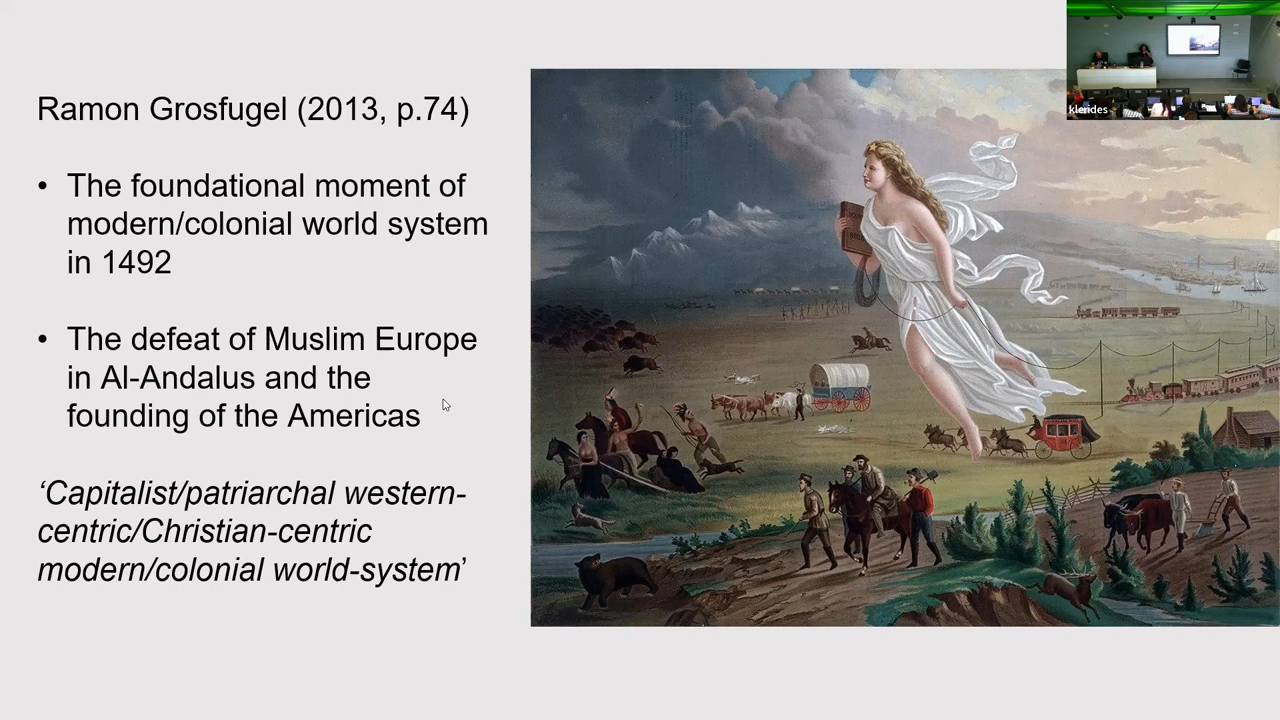 Ramon Grosfugel (2013, p.74)
• The foundational moment of
modern/colonial world system
in 1492
• The defeat of Muslim Europe
in Al-Andalus and the
founding of the Americas
‘Capitalist/patriarchal western-
centric/Christian-centric
modern/colonial world-system’
klerides